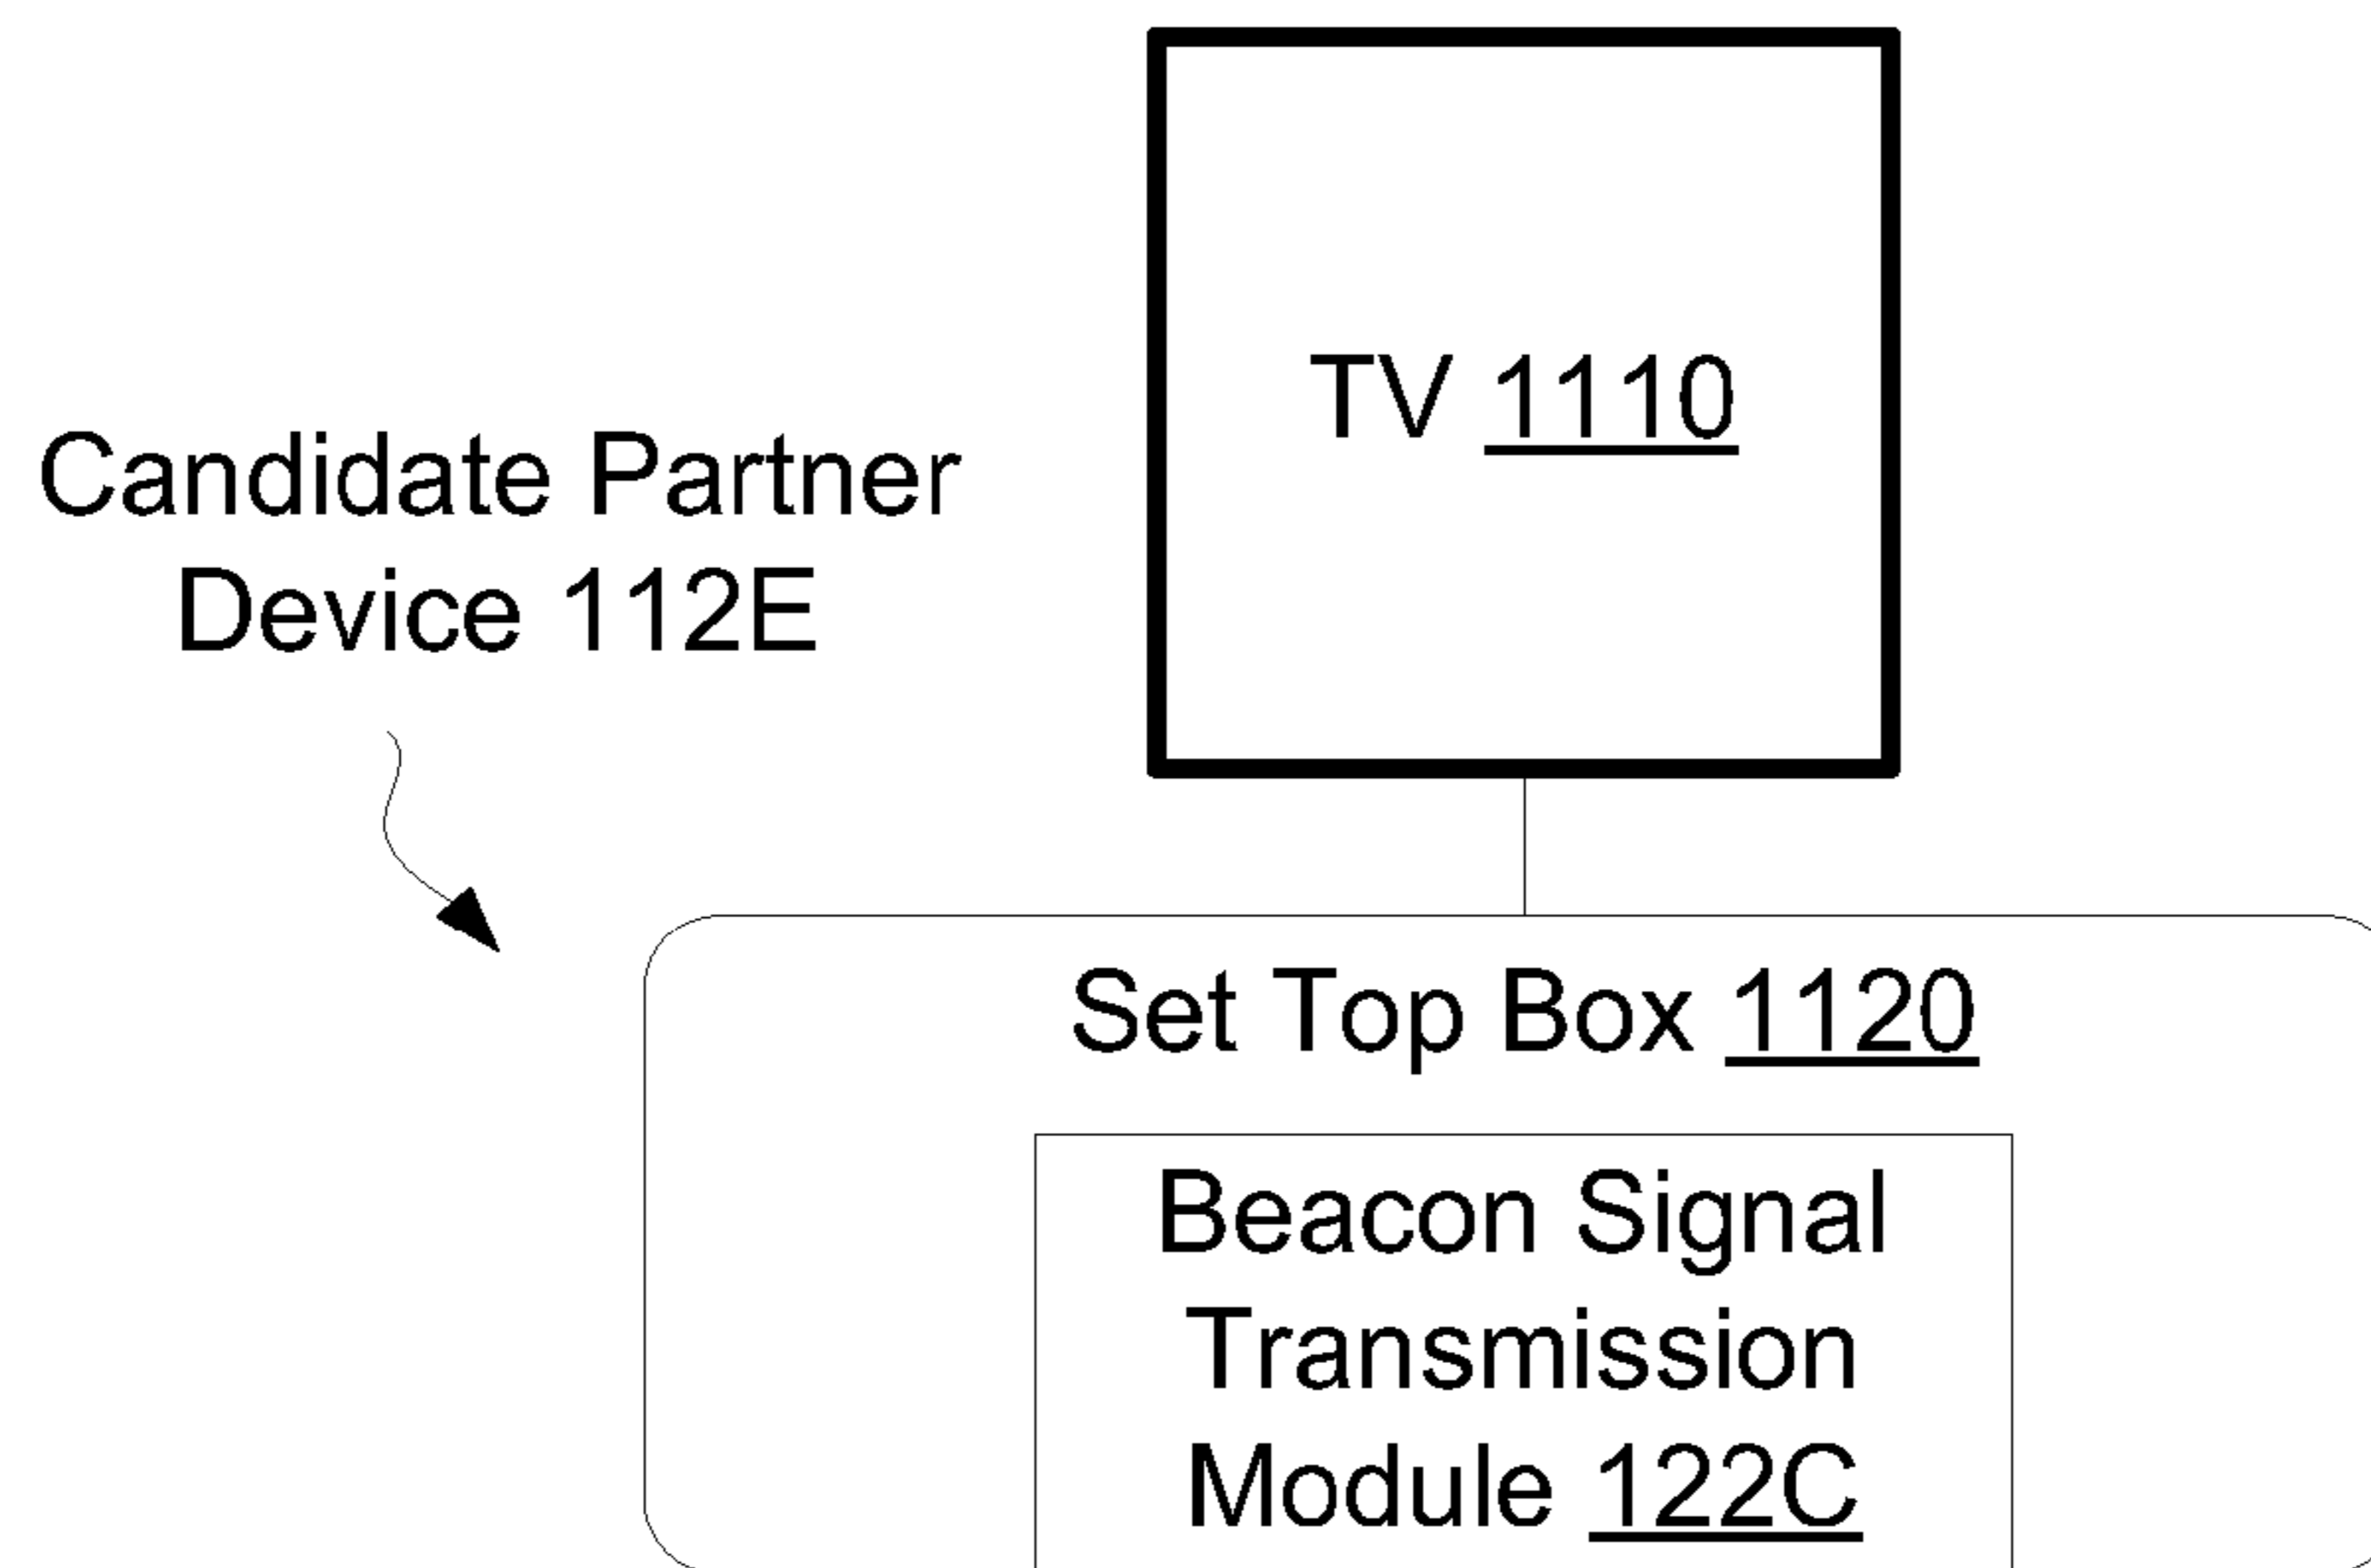 TV 1110
Candidate Partner
Device 112E
Set Top Box 1120
Beacon Signal
Transmission
Module 122C